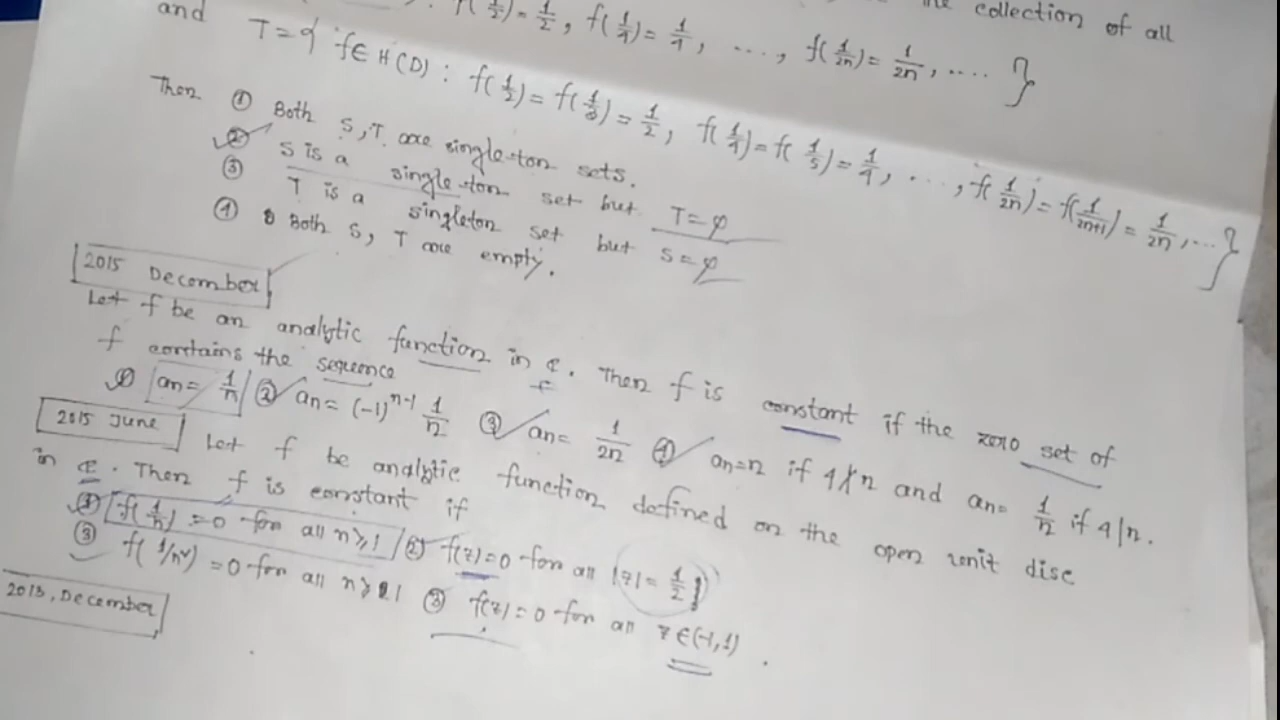 the collection of all
f(1/2) = 1/2, f(1/4) = 1/4, ...., f(1/2n) = 1/2n, .... }
and T = { f ∈ H(D) : f(1/2) = f(1/3) = 1/2, f(1/4) = f(1/5) = 1/4, ..., f(1/2n) = f(1/2n+1) = 1/2n, ... }
Then ① Both S, T are singleton sets.
② S is a singleton set but T = φ
③ T is a singleton set but S = φ
④ Both S, T are empty.
2015 December
Let f be an analytic function in ℂ. Then f is constant if the zero set of
f contains the sequence
① an = 1/n ② an = (-1)^{n-1} 1/n ③ an = 1/2n ④ an = n if 4∤n and an = 1/n if 4|n.
2015 June Let f be analytic function defined on the open unit disc
in ℂ. Then f is constant if
① f(1/n) = 0 for all n ≥ 1 ② f(z) = 0 for all |z| = 1/2
③ f(1/n²) = 0 for all n ≥ 1 ③ f(z) = 0 for all z ∈ (-1, 1) .
2013, December